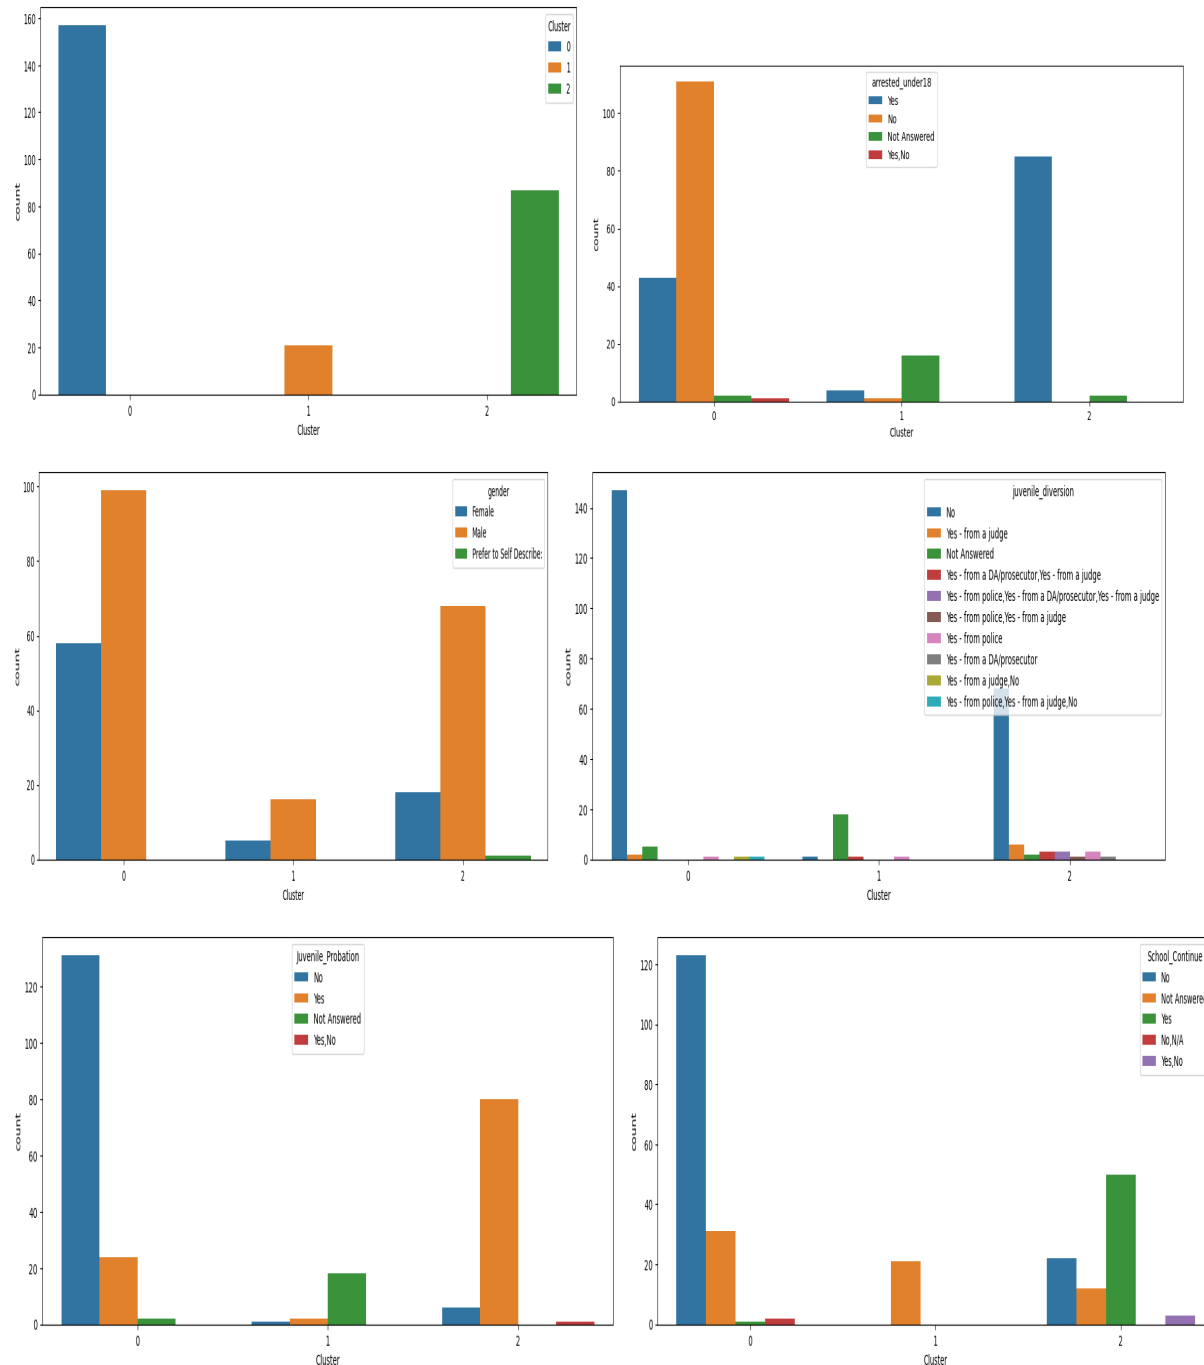 160
140
120
100
80
60
40
20
0
count
0
1
2
Cluster
Cluster
0
1
2
100
80
60
40
20
0
count
0
1
2
Cluster
arrested_under18
Yes
No
Not Answered
Yes,No
100
80
60
40
20
0
count
0
1
2
Cluster
gender
Female
Male
Prefer to Self Describe:
140
120
100
80
60
40
20
0
count
0
1
2
Cluster
juvenile_diversion
No
Yes - from a judge
Not Answered
Yes - from a DA/prosecutor,Yes - from a judge
Yes - from police,Yes - from a DA/prosecutor,Yes - from a judge
Yes - from police,Yes - from a judge
Yes - from police
Yes - from a DA/prosecutor
Yes - from a judge,No
Yes - from police,Yes - from a judge,No
120
100
80
60
40
20
0
count
0
1
2
Cluster
Juvenile_Probation
No
Yes
Not Answered
Yes,No
120
100
80
60
40
20
0
count
0
1
2
Cluster
School_Continue
No
Not Answered
Yes
No,N/A
Yes,No